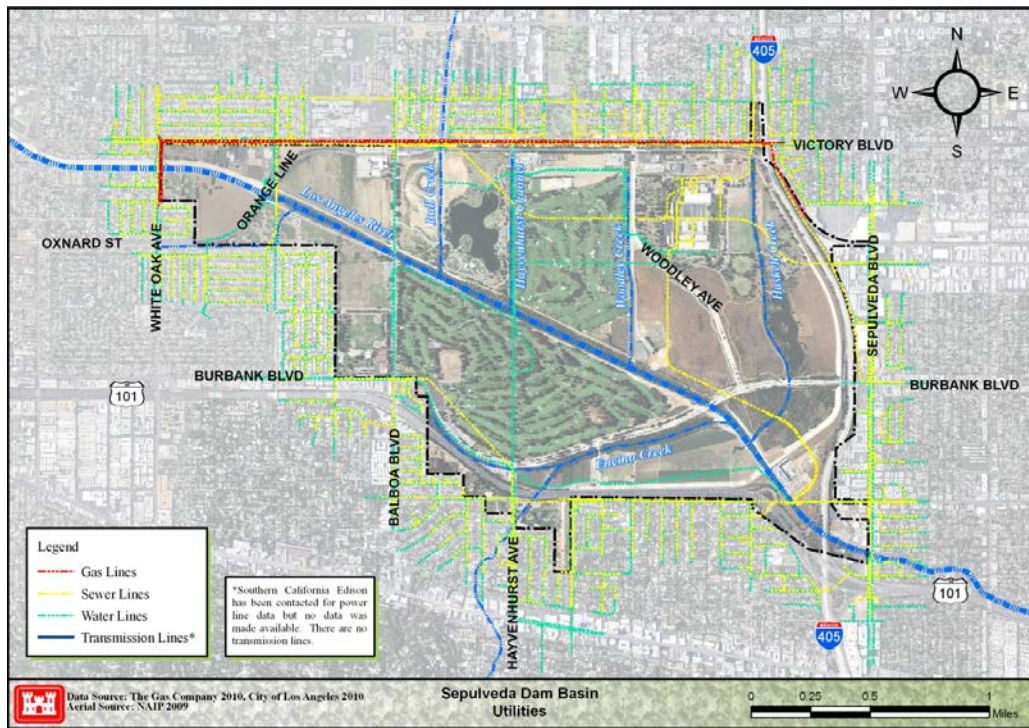 N
W E
S
405
VICTORY BLVD
ORANGE LINE
Los Angeles River
Bull Creek
Hayvenhurst Channel
Woodley Creek
WOODLEY AVE
Haskell Creek
OXNARD ST
WHITE OAK AVE
SEPULVEDA BLVD
BURBANK BLVD
BURBANK BLVD
101
BALBOA BLVD
Encino Creek
HAYVENHURST AVE
101
405
Legend
Gas Lines
Sewer Lines
Water Lines
Transmission Lines*
*Southern California Edison
has been contacted for power
line data but no data was
made available. There are no
transmission lines.
Data Source: The Gas Company 2010, City of Los Angeles 2010
Aerial Source: NAIP 2009
Sepulveda Dam Basin
Utilities
0 0.25 0.5 1
Miles